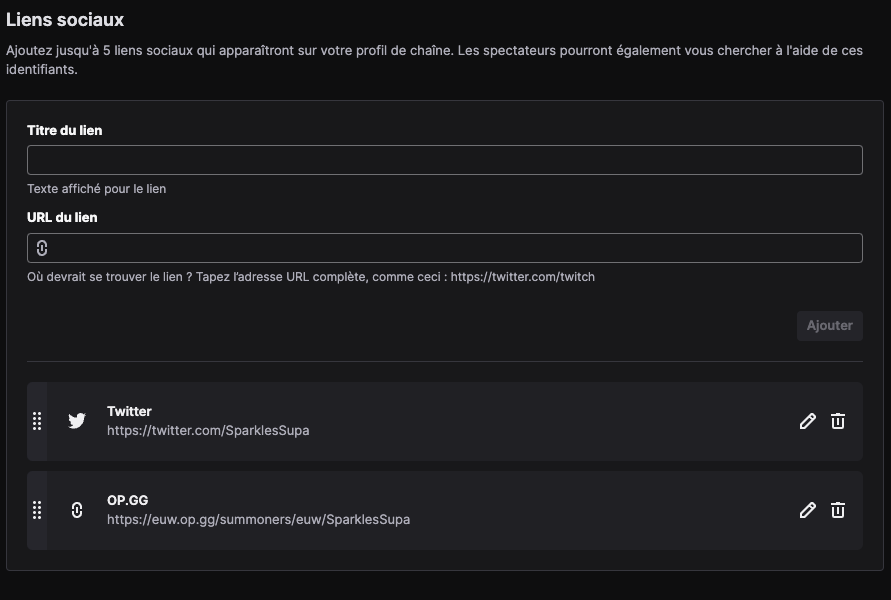 Liens sociaux
Ajoutez jusqu'à 5 liens sociaux qui apparaîtront sur votre profil de chaîne. Les spectateurs pourront également vous chercher à l'aide de ces
identifiants.
Titre du lien
Texte affiché pour le lien
URL du lien
Où devrait se trouver le lien ? Tapez l'adresse URL complète, comme ceci : https://twitter.com/twitch
Ajouter
Twitter
https://twitter.com/SparklesSupa
OP.GG
https://euw.op.gg/summoners/euw/SparklesSupa